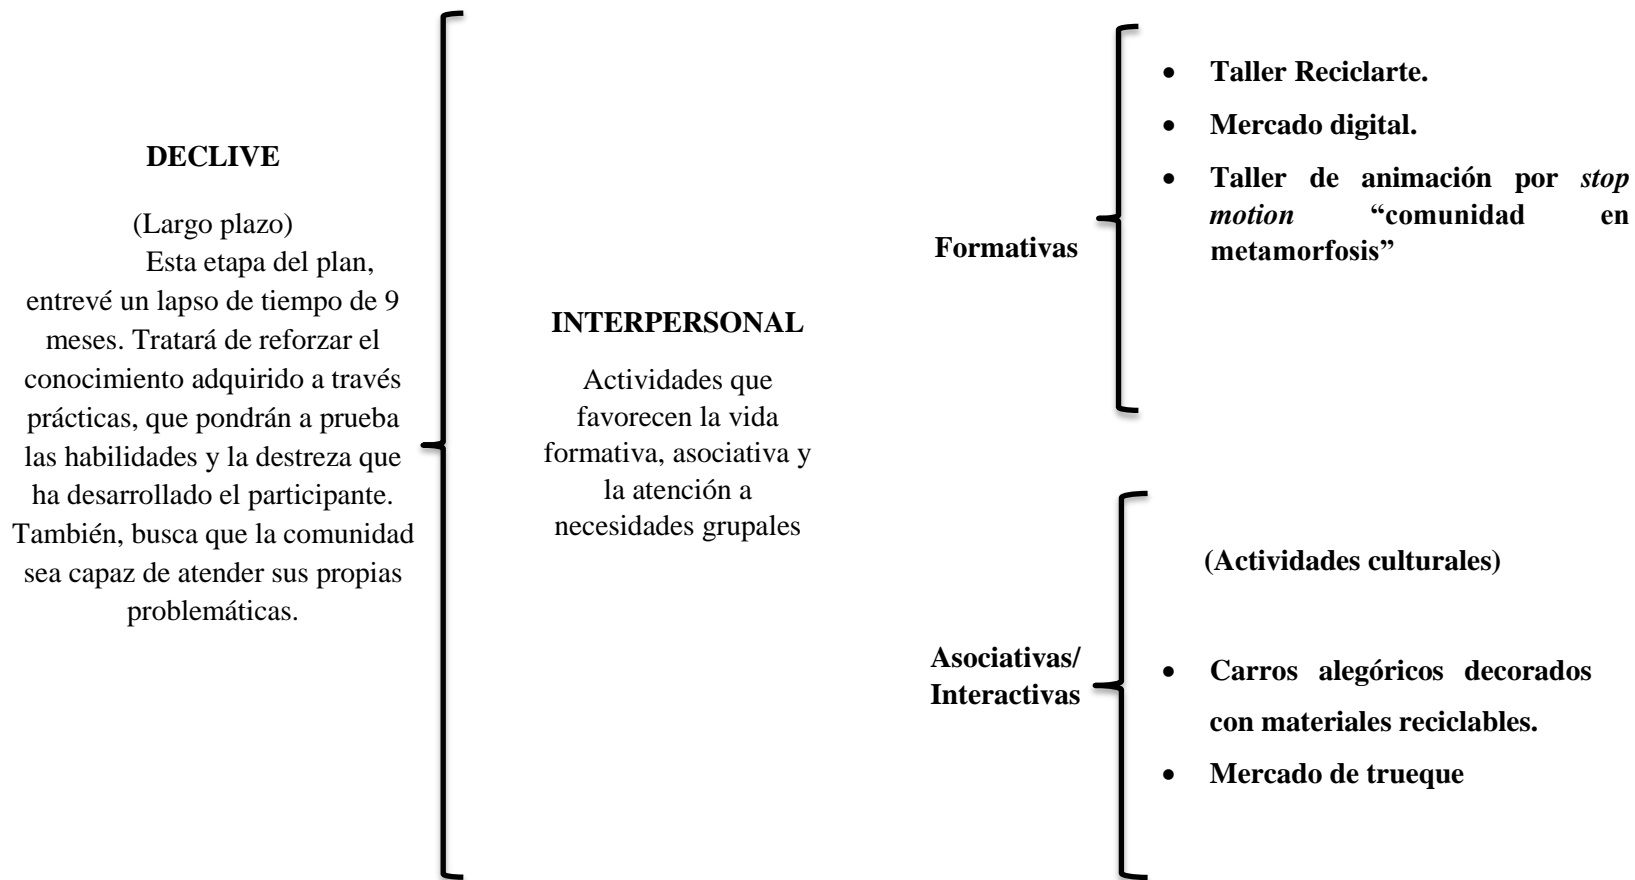 DECLIVE
(Largo plazo)
Esta etapa del plan,
entrevé un lapso de tiempo de 9
meses. Tratará de reforzar el
conocimiento adquirido a través
prácticas, que pondrán a prueba
las habilidades y la destreza que
ha desarrollado el participante.
También, busca que la comunidad
sea capaz de atender sus propias
problemáticas.
INTERPERSONAL
Actividades que
favorecen la vida
formativa, asociativa y
la atención a
necesidades grupales
Formativas
• Taller Reciclarte.
• Mercado digital.
• Taller de animación por stop
motion “comunidad en
metamorfosis”
Asociativas/
Interactivas
(Actividades culturales)
• Carros alegóricos decorados
con materiales reciclables.
• Mercado de trueque